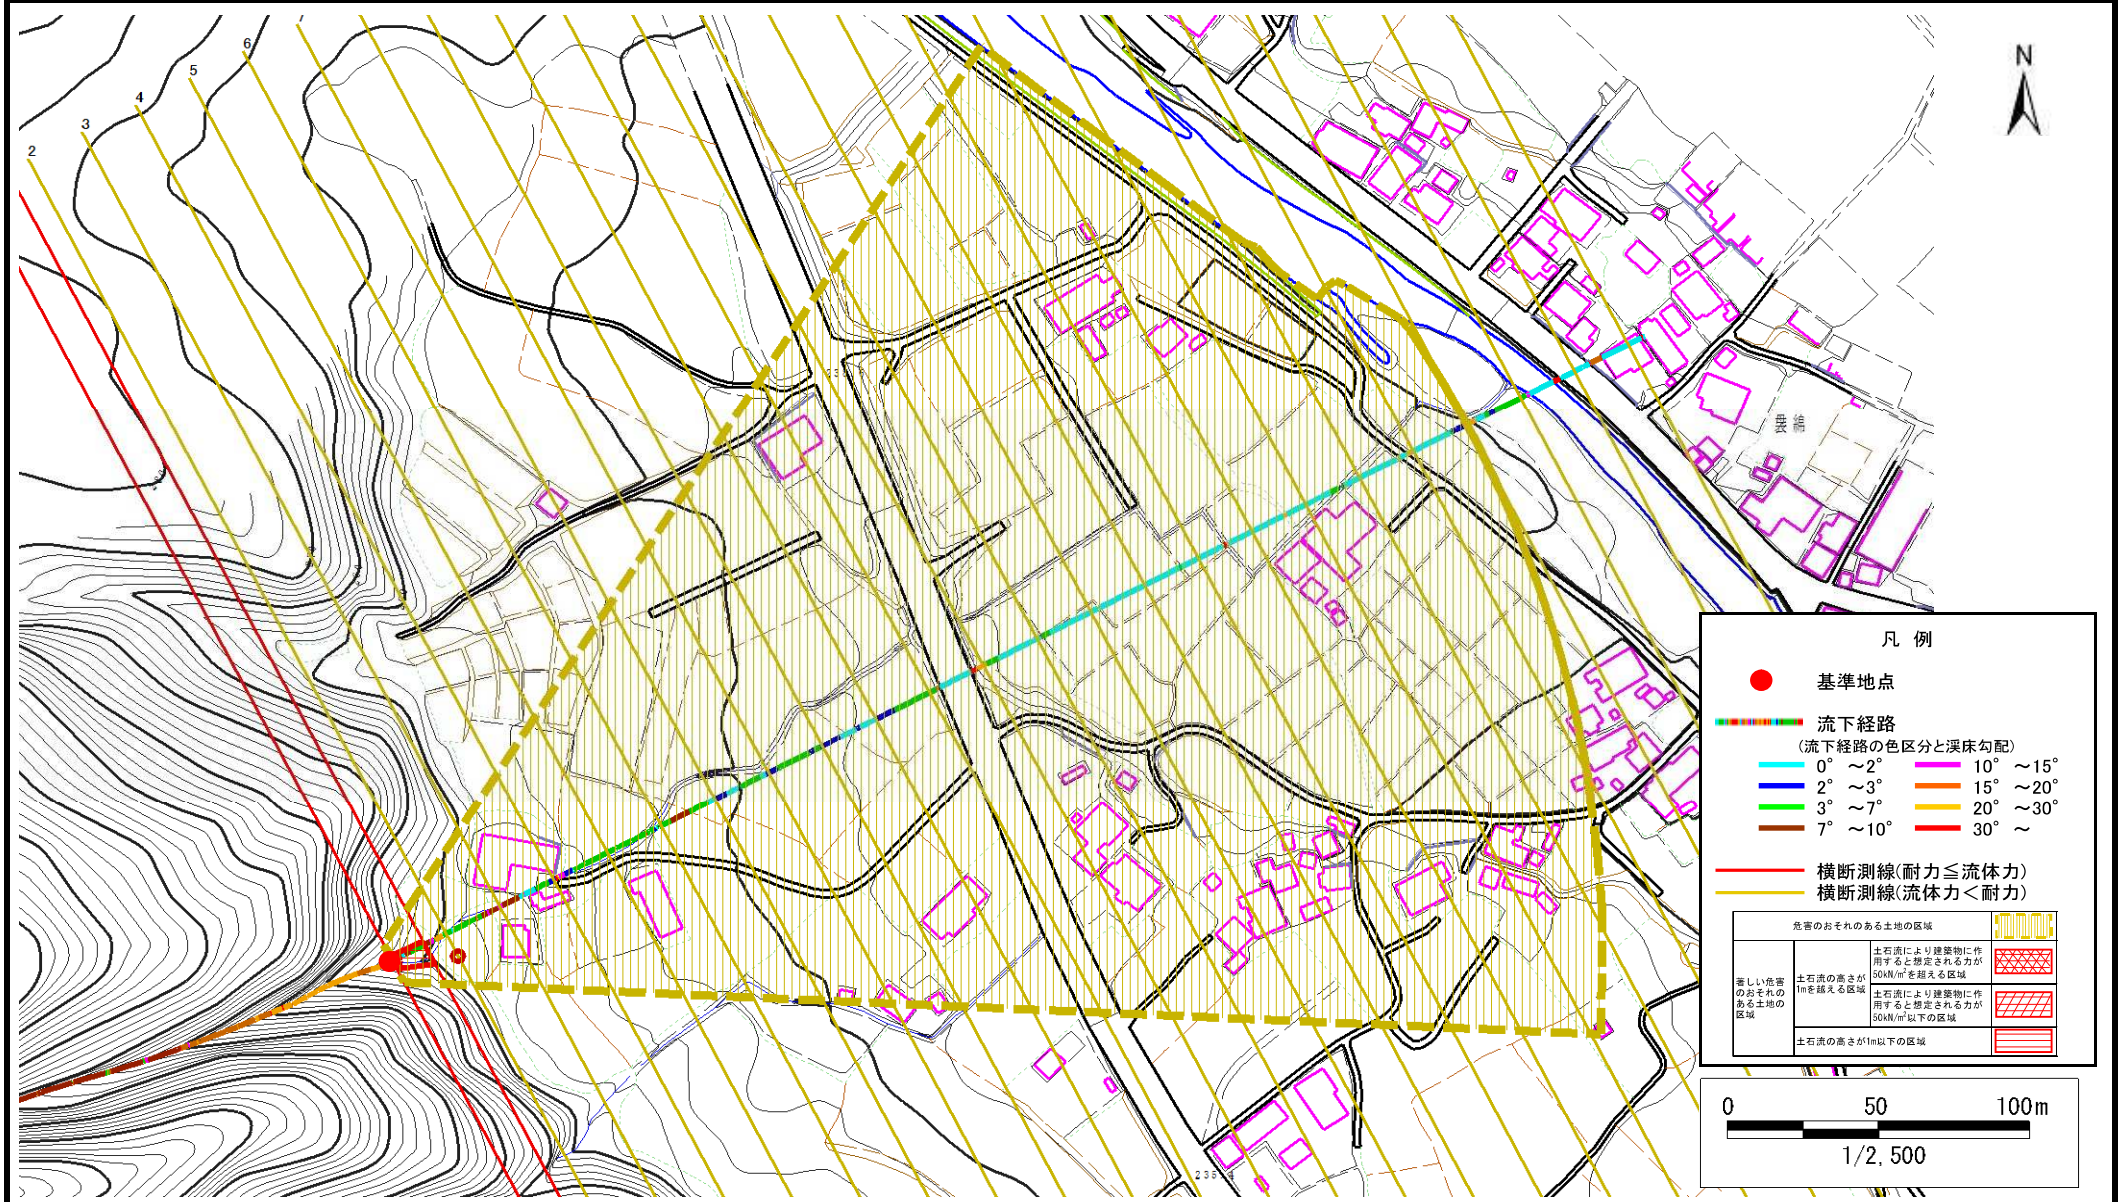 7
6
5
4
3
2
N
凡 例
基準地点
流下経路
(流下経路の色区分と渓床勾配)
0° ～2° 10° ～15°
2° ～3° 15° ～20°
3° ～7° 20° ～30°
7° ～10° 30° ～
横断測線(耐力≦流体力)
横断測線(流体力＜耐力)
危害のおそれのある土地の区域
著しい危害
のおそれの
ある土地の
区域
土石流の高さが
1mを越える区域
土石流により建築物に作
用すると想定される力が
50kN/㎡を超える区域
土石流により建築物に作
用すると想定される力が
50kN/㎡以下の区域
土石流の高さが1m以下の区域
0 50 100m
1/2,500